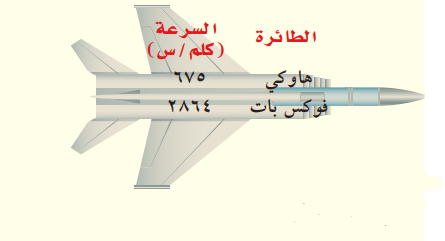 الطائرة السرعة
(كلم/س)
هاوكي ٦٧٥
فوكس بات ٢٨٦٤